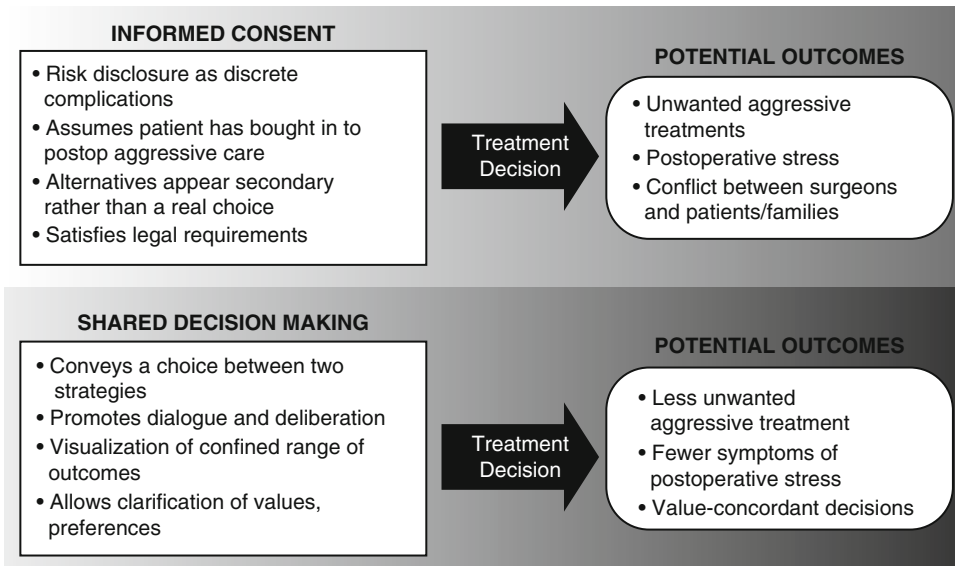 INFORMED CONSENT
• Risk disclosure as discrete
complications
• Assumes patient has bought in to
postop aggressive care
• Alternatives appear secondary
rather than a real choice
• Satisfies legal requirements
Treatment
Decision
POTENTIAL OUTCOMES
• Unwanted aggressive
treatments
• Postoperative stress
• Conflict between surgeons
and patients/families
SHARED DECISION MAKING
• Conveys a choice between two
strategies
• Promotes dialogue and deliberation
• Visualization of confined range of
outcomes
• Allows clarification of values,
preferences
Treatment
Decision
POTENTIAL OUTCOMES
• Less unwanted
aggressive treatment
• Fewer symptoms of
postoperative stress
• Value-concordant decisions